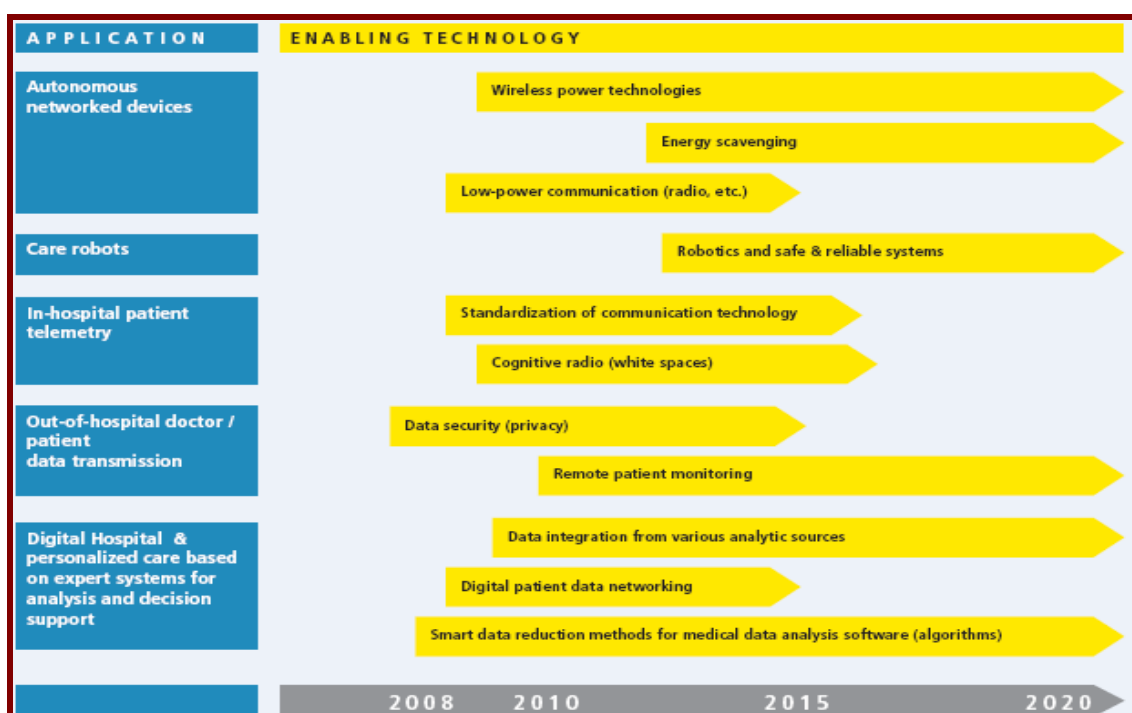 APPLICATION
ENABLING TECHNOLOGY
Autonomous
networked devices
Wireless power technologies
Energy scavenging
Low-power communication (radio, etc.)
Care robots
Robotics and safe & reliable systems
In-hospital patient
telemetry
Standardization of communication technology
Cognitive radio (white spaces)
Out-of-hospital doctor /
patient
data transmission
Data security (privacy)
Remote patient monitoring
Digital Hospital &
personalized care based
on expert systems for
analysis and decision
support
Data integration from various analytic sources
Digital patient data networking
Smart data reduction methods for medical data analysis software (algorithms)
2008 2010 2015 2020